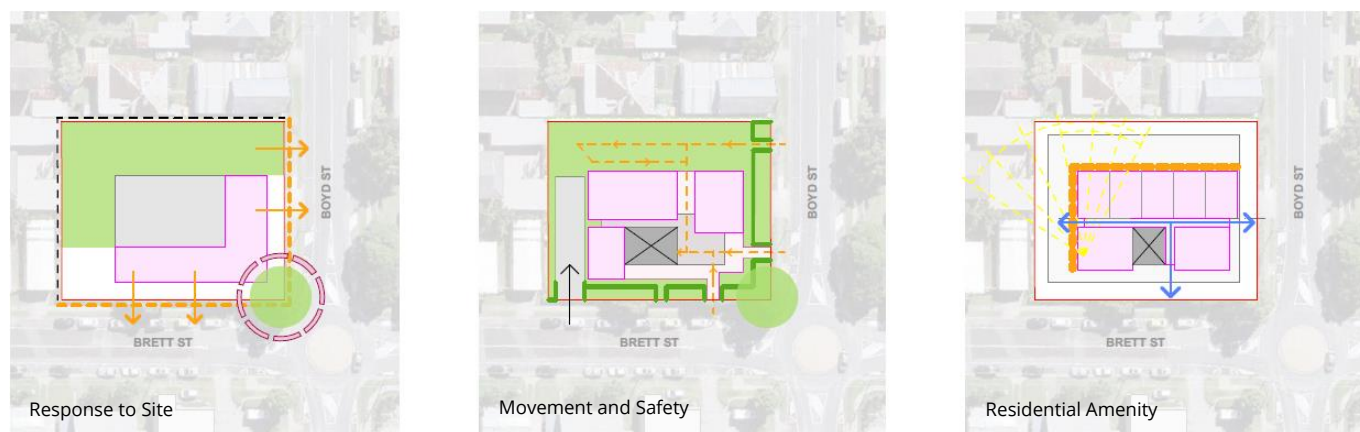 BOYD ST
BRETT ST
Response to Site
BOYD ST
BRETT ST
Movement and Safety
BOYD ST
BRETT ST
Residential Amenity